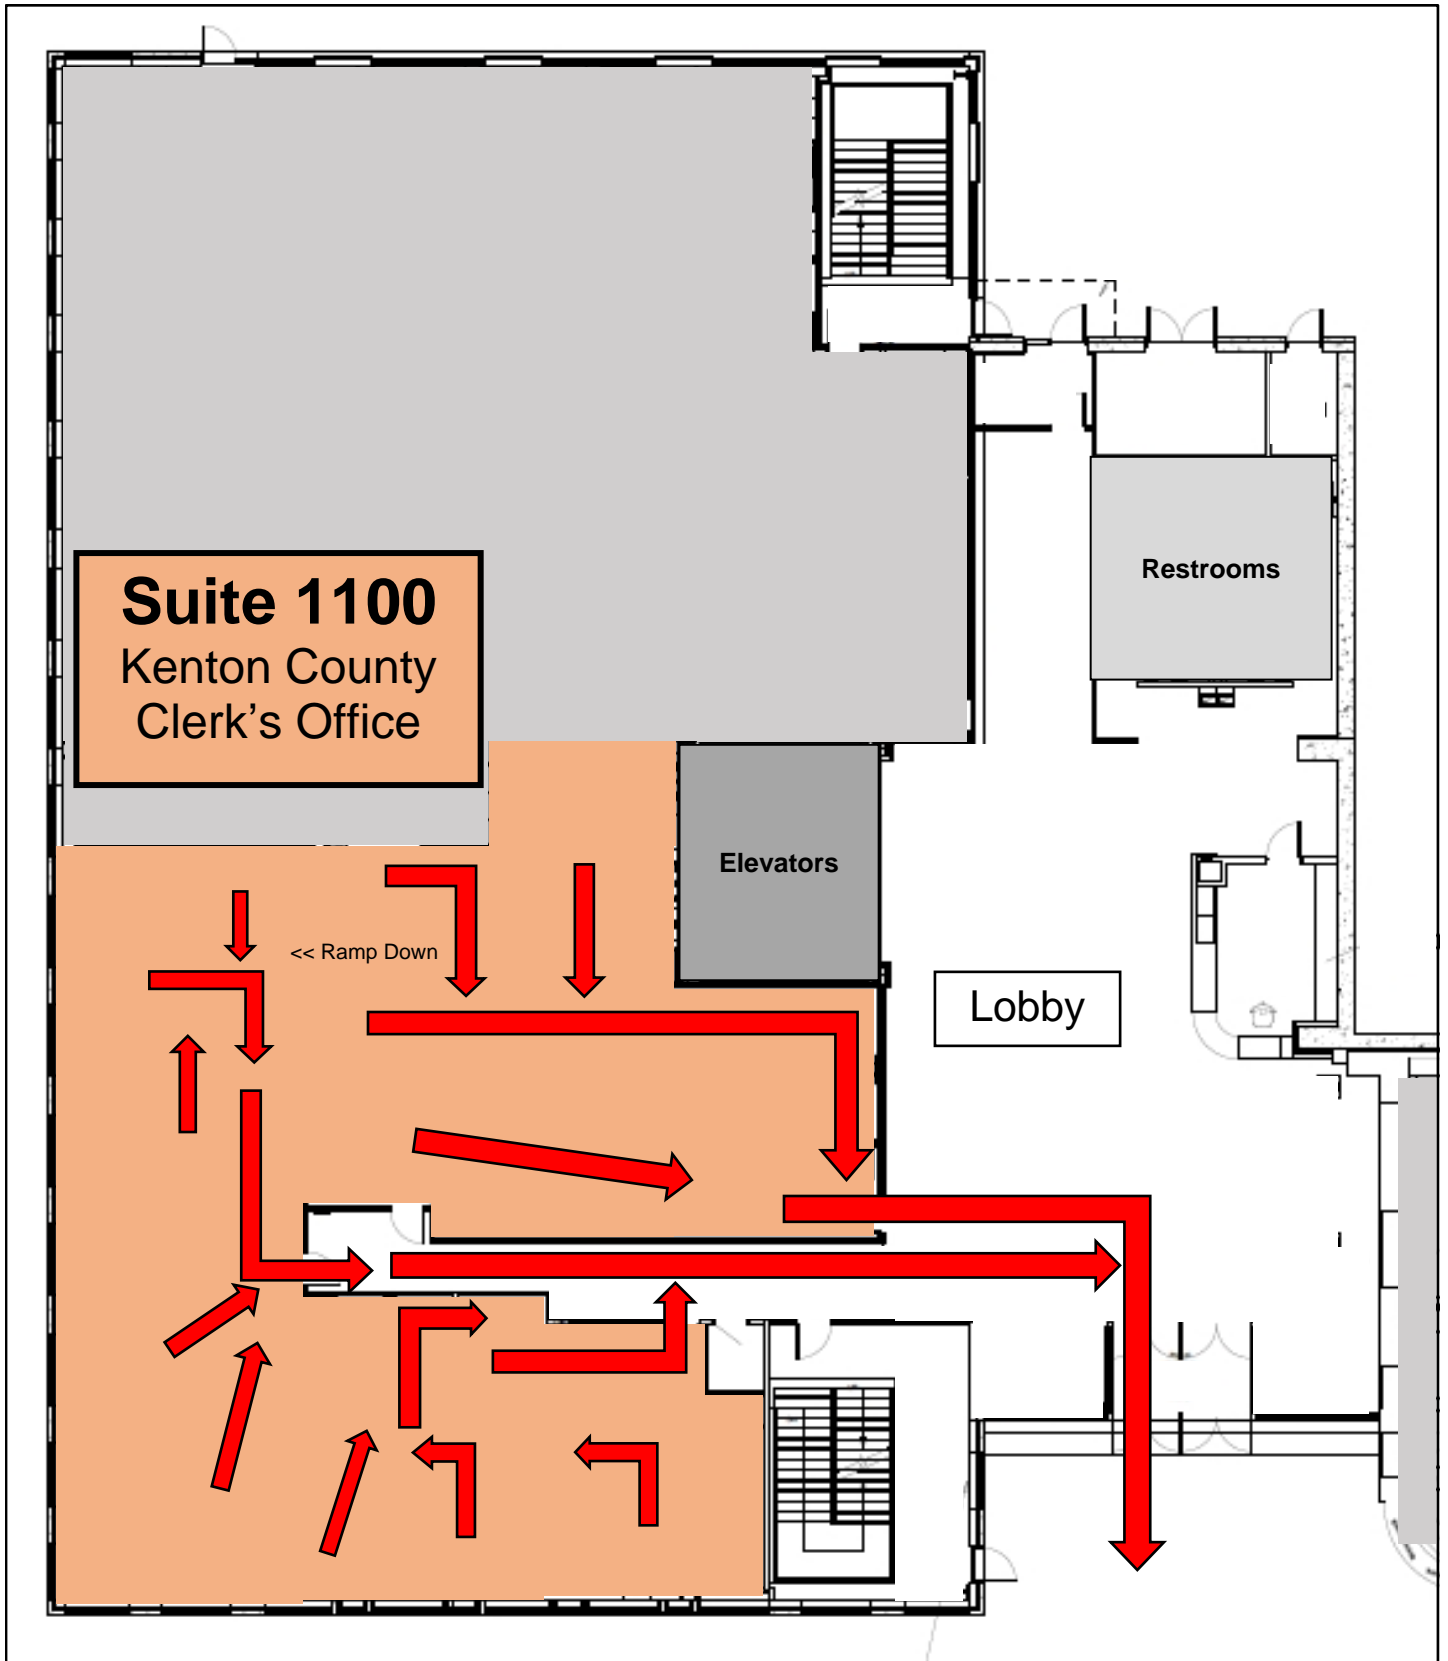 Restrooms
Suite 1100
Kenton County
Clerk’s Office
Elevators
<< Ramp Down
Lobby